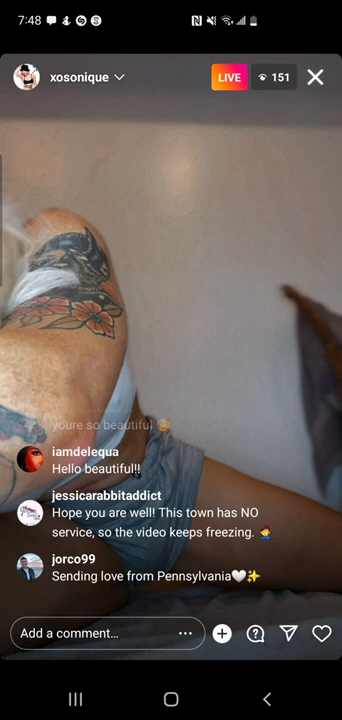 7:48
xosonique
LIVE
151
youre so beautiful 🥰
iamdelequa
Hello beautiful!!
jessicarabbitaddict
Hope you are well! This town has NO
service, so the video keeps freezing. 🤦
jorco99
Sending love from Pennsylvania🤍✨
Add a comment...